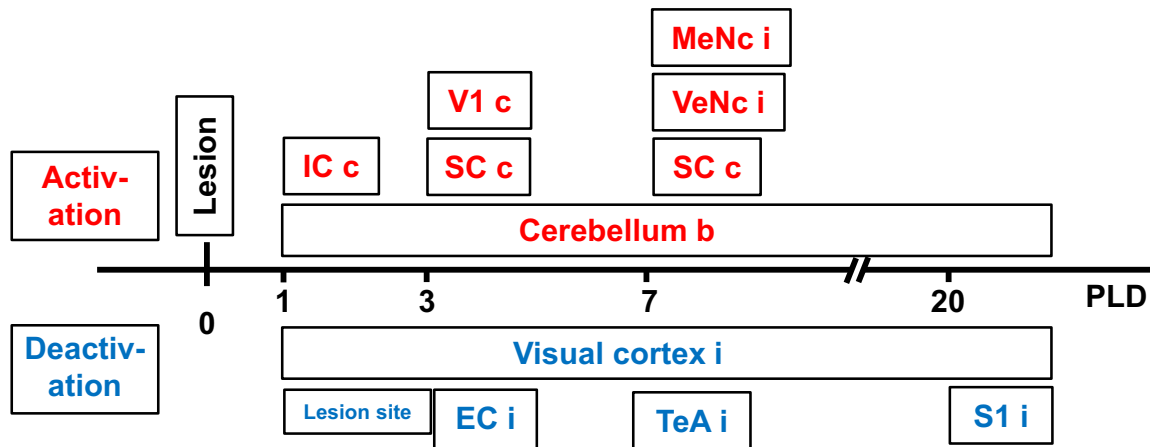 MeNc i
V1 c
VeNc i
Lesion
IC c
SC c
SC c
Activ-
ation
Cerebellum b
1
3
7
20
PLD
0
Deactiv-
ation
Visual cortex i
Lesion site
EC i
TeA i
S1 i